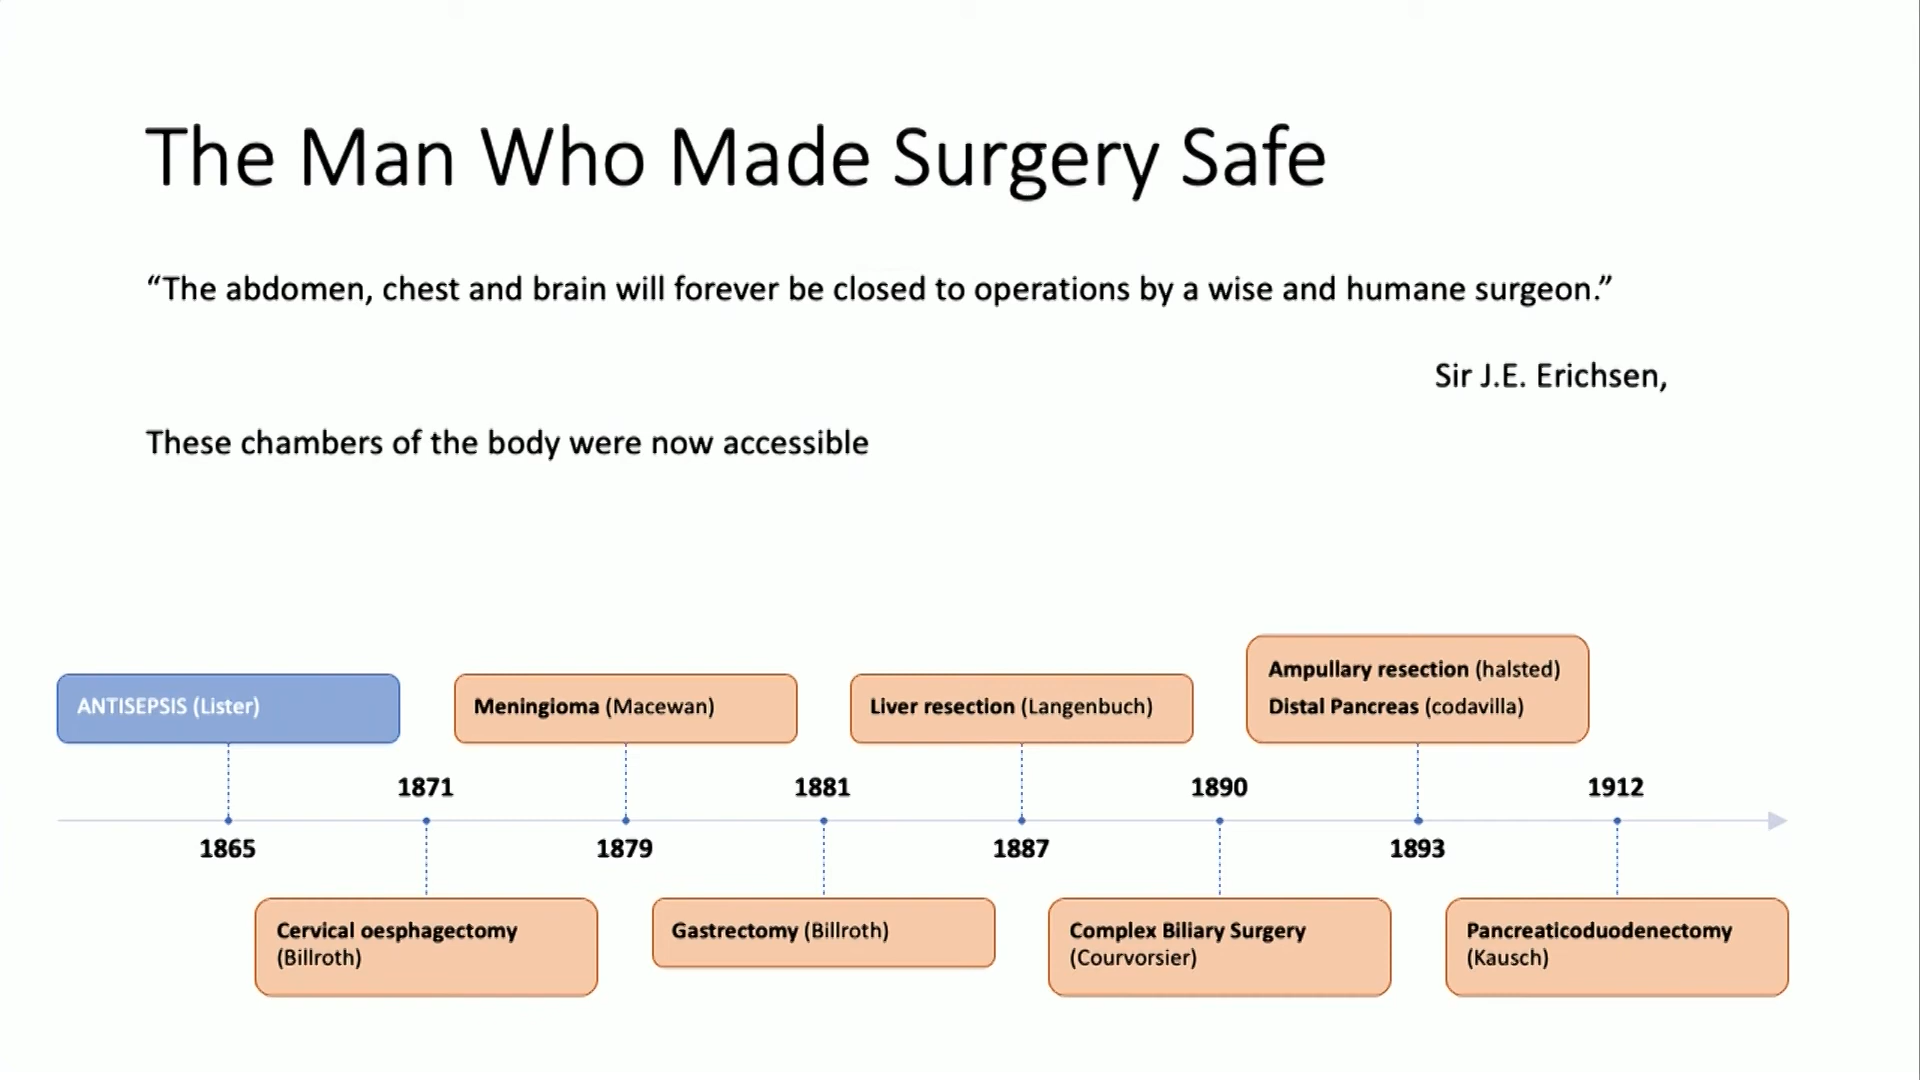 The Man Who Made Surgery Safe
“The abdomen, chest and brain will forever be closed to operations by a wise and humane surgeon.”
Sir J.E. Erichsen,
These chambers of the body were now accessible
ANTISEPSIS (Lister)
Meningioma (Macewan)
Liver resection (Langenbuch)
Ampullary resection (halsted)
Distal Pancreas (codavilla)
1871
1881
1890
1912
1865
1879
1887
1893
Cervical oesphagectomy
(Billroth)
Gastrectomy (Billroth)
Complex Biliary Surgery
(Courvorsier)
Pancreaticoduodenectomy
(Kausch)